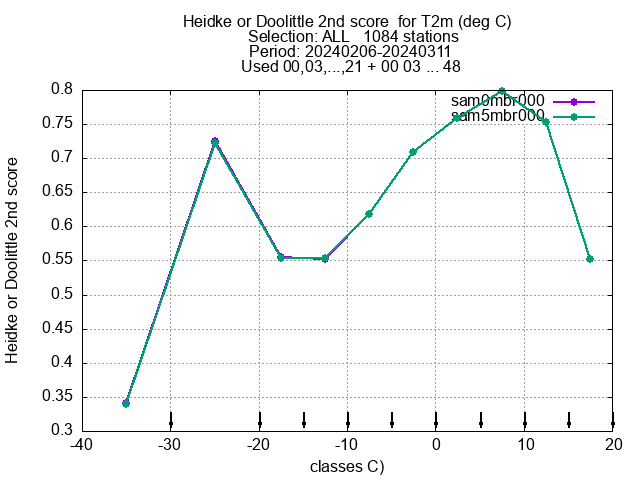 Heidke or Doolittle 2nd score  for T2m (deg C)
Selection: ALL   1084 stations
Period: 20240206-20240311
Used 00,03,...,21 + 00 03 ... 48
sam0mbr000
sam5mbr000
Heidke or Doolittle 2nd score
0.8
0.75
0.7
0.65
0.6
0.55
0.5
0.45
0.4
0.35
0.3
-40 -30 -20 -10 0 10 20
classes C)